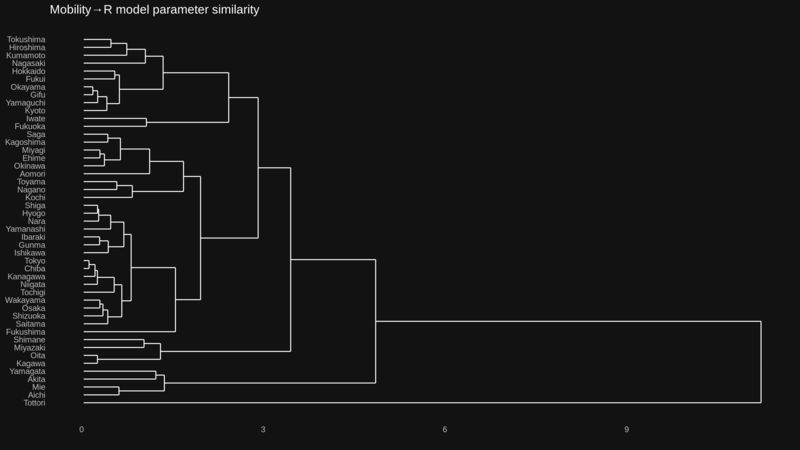 Mobility→R model parameter similarity
Tokushima
Hiroshima
Kumamoto
Nagasaki
Hokkaido
Fukui
Okayama
Gifu
Yamaguchi
Kyoto
Iwate
Fukuoka
Saga
Kagoshima
Miyagi
Ehime
Okinawa
Aomori
Toyama
Nagano
Kochi
Shiga
Hyogo
Nara
Yamanashi
Ibaraki
Gunma
Ishikawa
Tokyo
Chiba
Kanagawa
Niigata
Tochigi
Wakayama
Osaka
Shizuoka
Saitama
Fukushima
Shimane
Miyazaki
Oita
Kagawa
Yamagata
Akita
Mie
Aichi
Tottori
0 3 6 9